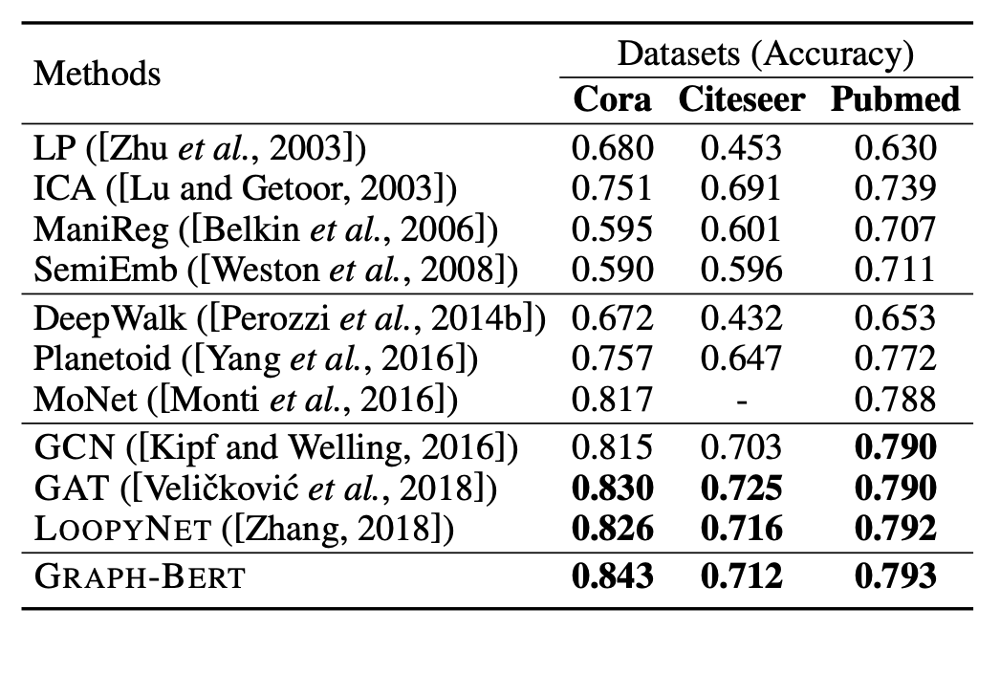 Methods Datasets (Accuracy)
Cora Citeseer Pubmed
LP ([Zhu et al., 2003]) 0.680 0.453 0.630
ICA ([Lu and Getoor, 2003]) 0.751 0.691 0.739
ManiReg ([Belkin et al., 2006]) 0.595 0.601 0.707
SemiEmb ([Weston et al., 2008]) 0.590 0.596 0.711
DeepWalk ([Perozzi et al., 2014b]) 0.672 0.432 0.653
Planetoid ([Yang et al., 2016]) 0.757 0.647 0.772
MoNet ([Monti et al., 2016]) 0.817 - 0.788
GCN ([Kipf and Welling, 2016]) 0.815 0.703 0.790
GAT ([Veličković et al., 2018]) 0.830 0.725 0.790
LOOPYNET ([Zhang, 2018]) 0.826 0.716 0.792
GRAPH-BERT 0.843 0.712 0.793